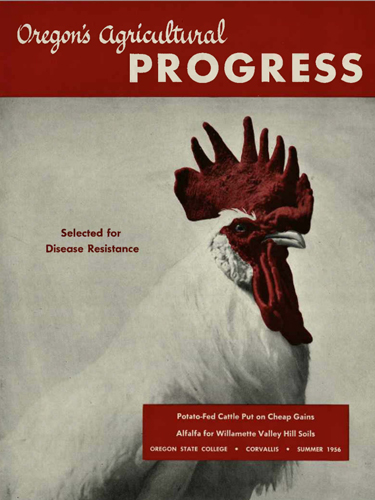 Oregon's Agricultural
PROGRESS
Selected for
Disease Resistance
Potato-Fed Cattle Put on Cheap Gains
Alfalfa for Willamette Valley Hill Soils
OREGON STATE COLLEGE • CORVALLIS • SUMMER 1956